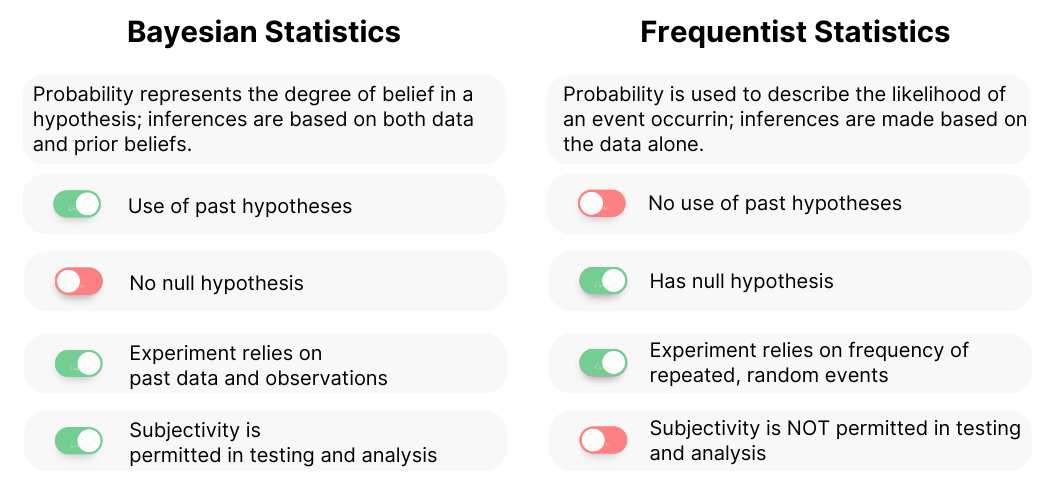 Bayesian Statistics
Probability represents the degree of belief in a
hypothesis; inferences are based on both data
and prior beliefs.
Use of past hypotheses
No null hypothesis
Experiment relies on
past data and observations
Subjectivity is
permitted in testing and analysis
Frequentist Statistics
Probability is used to describe the likelihood of
an event occurrin; inferences are made based on
the data alone.
No use of past hypotheses
Has null hypothesis
Experiment relies on frequency of
repeated, random events
Subjectivity is NOT permitted in testing
and analysis